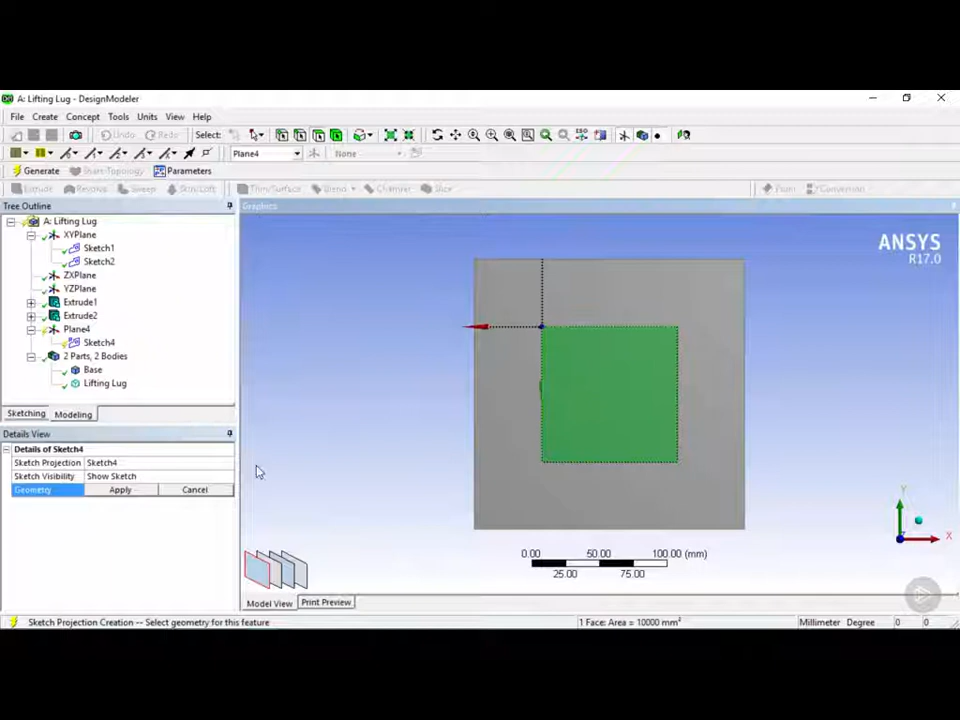 A: Lifting Lug - DesignModeler
File Create Concept Tools Units View Help
Undo Redo Select:
Plane4 None
Generate Share Topology Parameters
Extrude Revolve Sweep Skin/Loft Thin/Surface Blend Chamfer Slice Point Conversion
Tree Outline
Graphics
A: Lifting Lug
XYPlane
Sketch1
Sketch2
ZXPlane
YZPlane
Extrude1
Extrude2
Plane4
Sketch4
2 Parts, 2 Bodies
Base
Lifting Lug
Sketching Modeling
Details View
Details of Sketch4
Sketch Projection Sketch4
Sketch Visibility Show Sketch
Geometry Apply Cancel
ANSYS
R17.0
Y
X
0.00 50.00 100.00 (mm)
25.00 75.00
Model View Print Preview
Sketch Projection Creation -- Select geometry for this feature 1 Face: Area = 10000 mm² Millimeter Degree 0 0